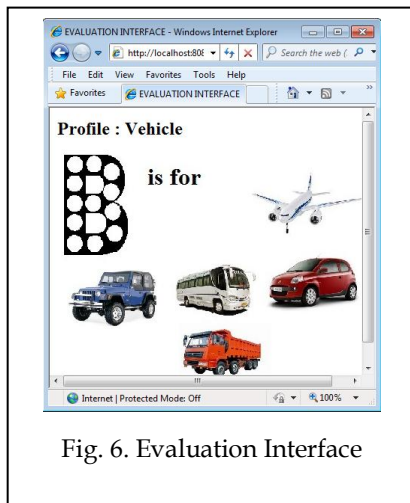 EVALUATION INTERFACE - Windows Internet Explorer
http://localhost:808
Search the web (
File Edit View Favorites Tools Help
Favorites EVALUATION INTERFACE
Profile : Vehicle
B is for
Internet | Protected Mode: Off 100%
Fig. 6. Evaluation Interface